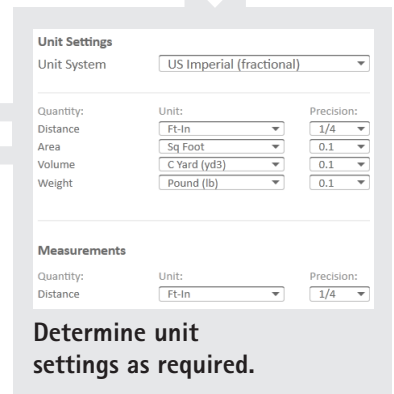 Unit Settings
Unit System US Imperial (fractional)
Quantity: Unit: Precision:
Distance Ft-In 1/4
Area Sq Foot 0.1
Volume C Yard (yd3) 0.1
Weight Pound (lb) 0.1
Measurements
Quantity: Unit: Precision:
Distance Ft-In 1/4
Determine unit
settings as required.